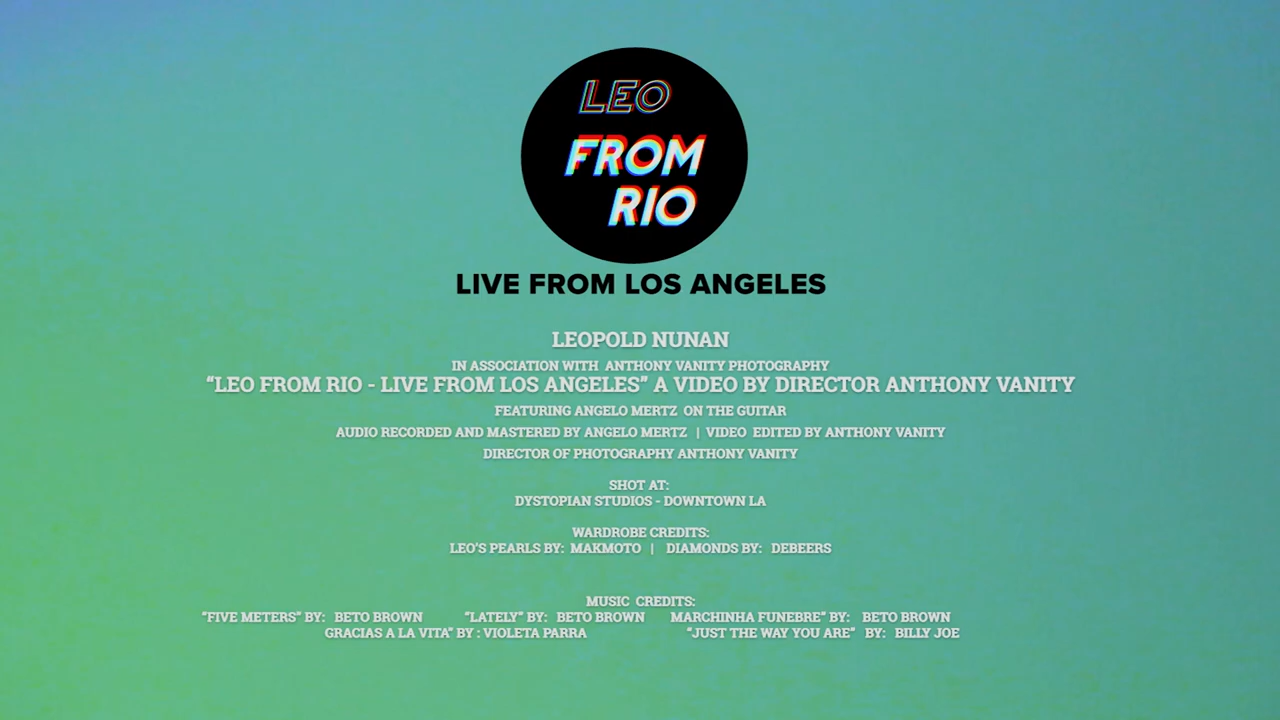 LEO
FROM
RIO
LIVE FROM LOS ANGELES
LEOPOLD NUNAN
IN ASSOCIATION WITH ANTHONY VANITY PHOTOGRAPHY
“LEO FROM RIO - LIVE FROM LOS ANGELES” A VIDEO BY DIRECTOR ANTHONY VANITY
FEATURING ANGELO MERTZ ON THE GUITAR
AUDIO RECORDED AND MASTERED BY ANGELO MERTZ | VIDEO EDITED BY ANTHONY VANITY
DIRECTOR OF PHOTOGRAPHY ANTHONY VANITY
SHOT AT:
DYSTOPIAN STUDIOS - DOWNTOWN LA
WARDROBE CREDITS:
LEO'S PEARLS BY: MAKMOTO | DIAMONDS BY: DEBEERS
MUSIC CREDITS:
“FIVE METERS” BY: BETO BROWN “LATELY” BY: BETO BROWN MARCHINHA FUNEBRE” BY: BETO BROWN
GRACIAS A LA VITA” BY : VIOLETA PARRA “JUST THE WAY YOU ARE” BY: BILLY JOE